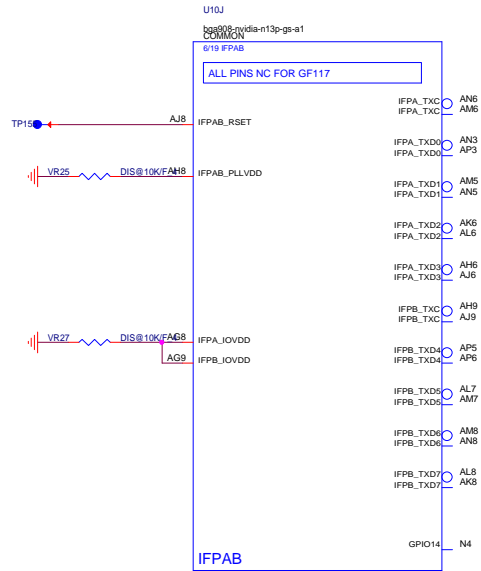 U10J
bga908-nvidia-n13p-gs-a1
COMMON
6/19 IFPAB
ALL PINS NC FOR GF117
IFPA_TXC AN6
IFPA_TXC AM6
TP15 AJ8 IFPAB_RSET
IFPA_TXD0 AN3
IFPA_TXD0 AP3
VR25 DIS@10K/F AH8 IFPAB_PLLVDD
IFPA_TXD1 AM5
IFPA_TXD1 AN5
IFPA_TXD2 AK6
IFPA_TXD2 AL6
IFPA_TXD3 AH6
IFPA_TXD3 AJ6
IFPB_TXC AH9
IFPB_TXC AJ9
VR27 DIS@10K/F AG8 IFPA_IOVDD
IFPB_TXD4 AP5
AG9 IFPB_IOVDD
IFPB_TXD4 AP6
IFPB_TXD5 AL7
IFPB_TXD5 AM7
IFPB_TXD6 AM8
IFPB_TXD6 AN8
IFPB_TXD7 AL8
IFPB_TXD7 AK8
GPIO14 N4
IFPAB